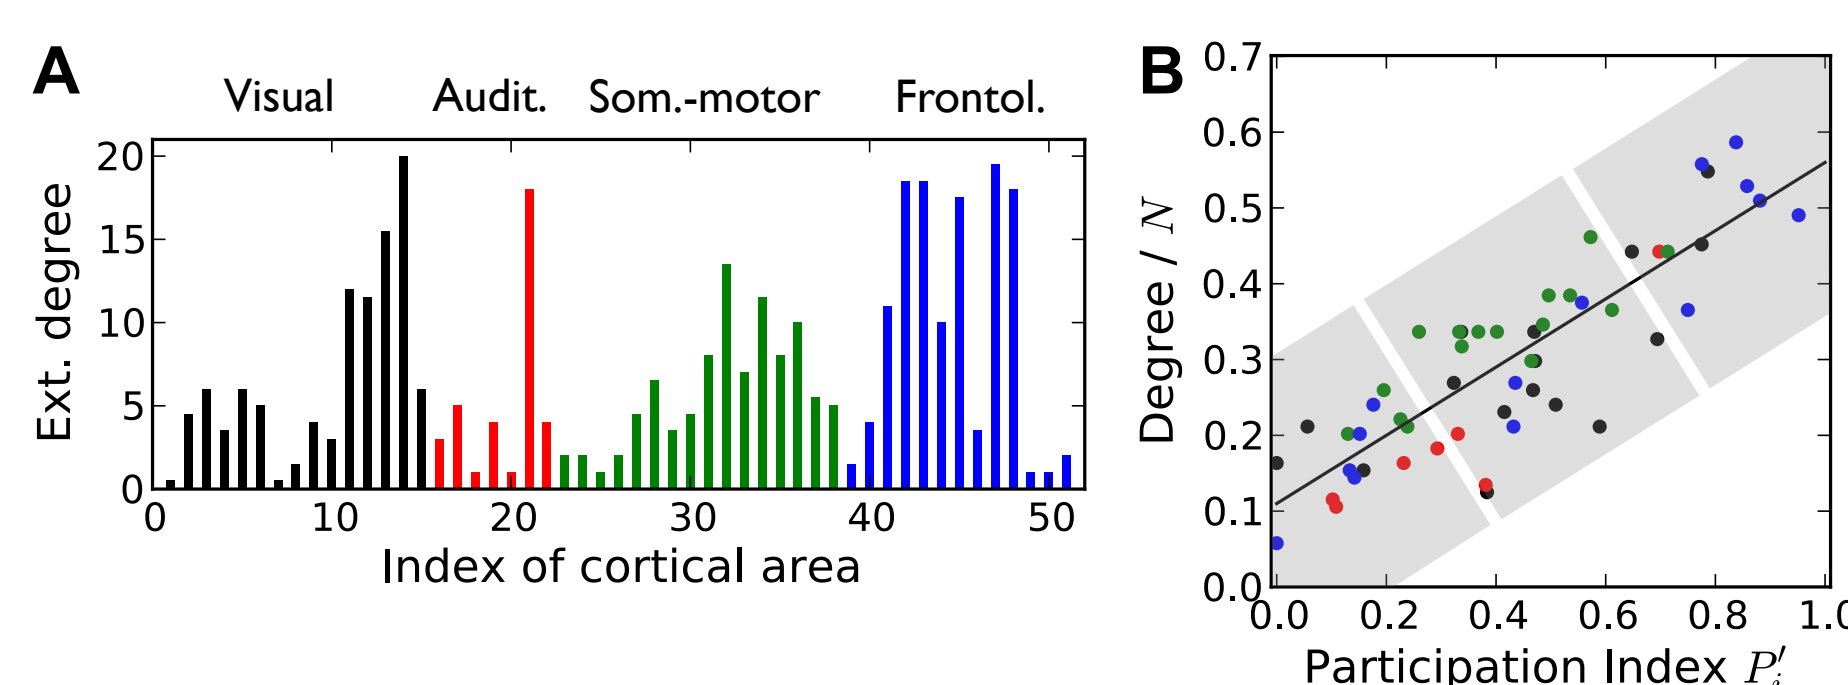 A
Visual Audit. Som.-motor Frontol.
Ext. degree
20
15
10
5
0
0 10 20 30 40 50
Index of cortical area
B
Degree / N
0.7
0.6
0.5
0.4
0.3
0.2
0.1
0.0
0.0 0.2 0.4 0.6 0.8 1.0
Participation Index P′i